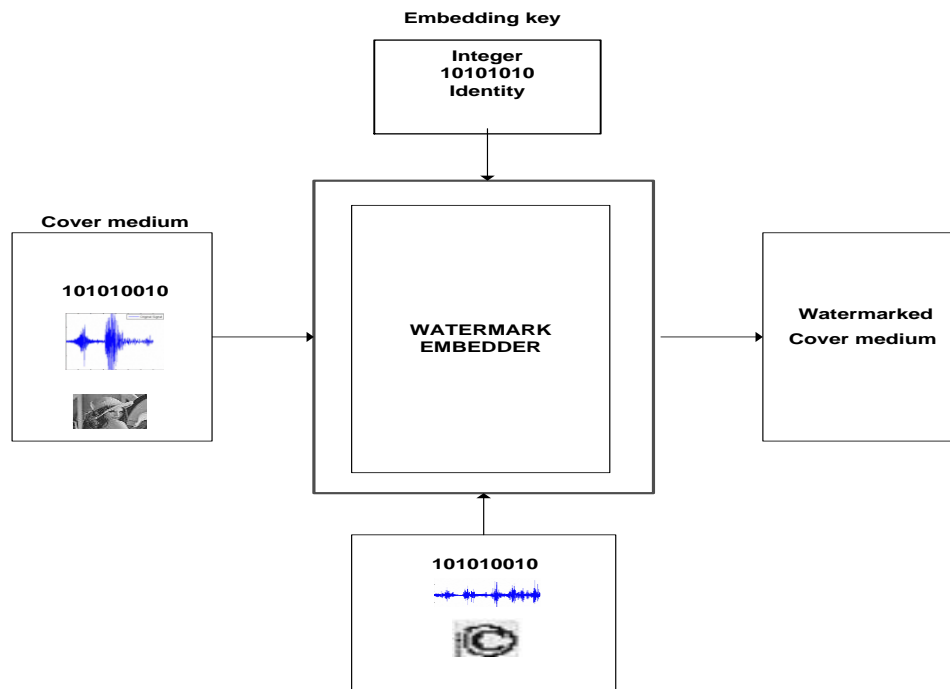 Embedding key
Integer
10101010
Identity
Cover medium
101010010
WATERMARK
EMBEDDER
Watermarked
Cover medium
101010010